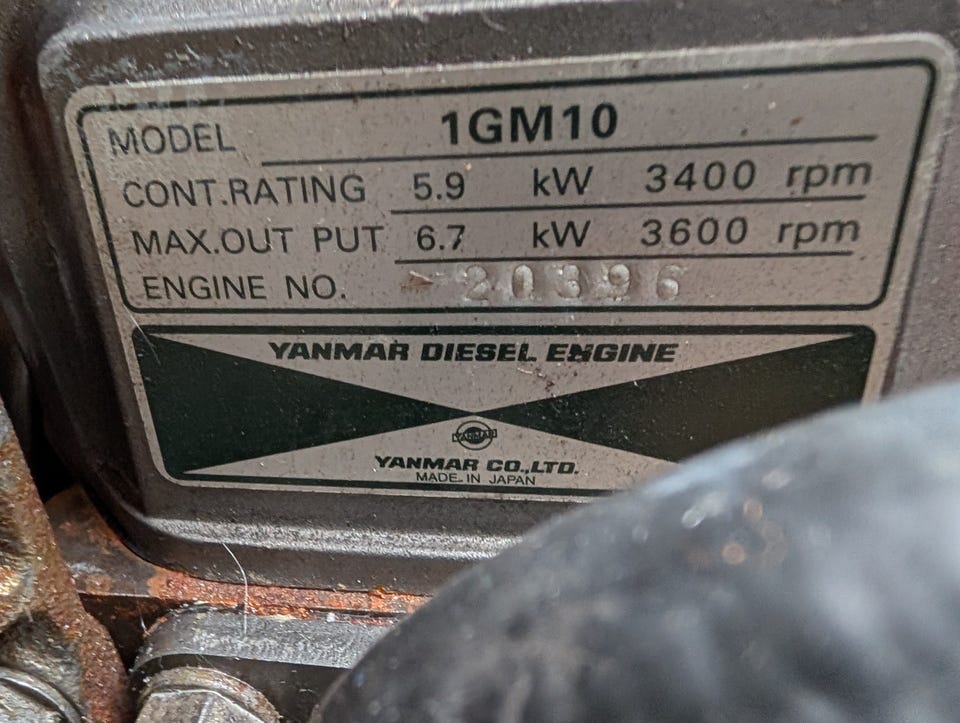 MODEL 1GM10
CONT.RATING 5.9 kW 3400 rpm
MAX.OUT PUT 6.7 kW 3600 rpm
ENGINE NO. 20396
YANMAR DIESEL ENGINE
YANMAR
YANMAR CO.,LTD.
MADE IN JAPAN